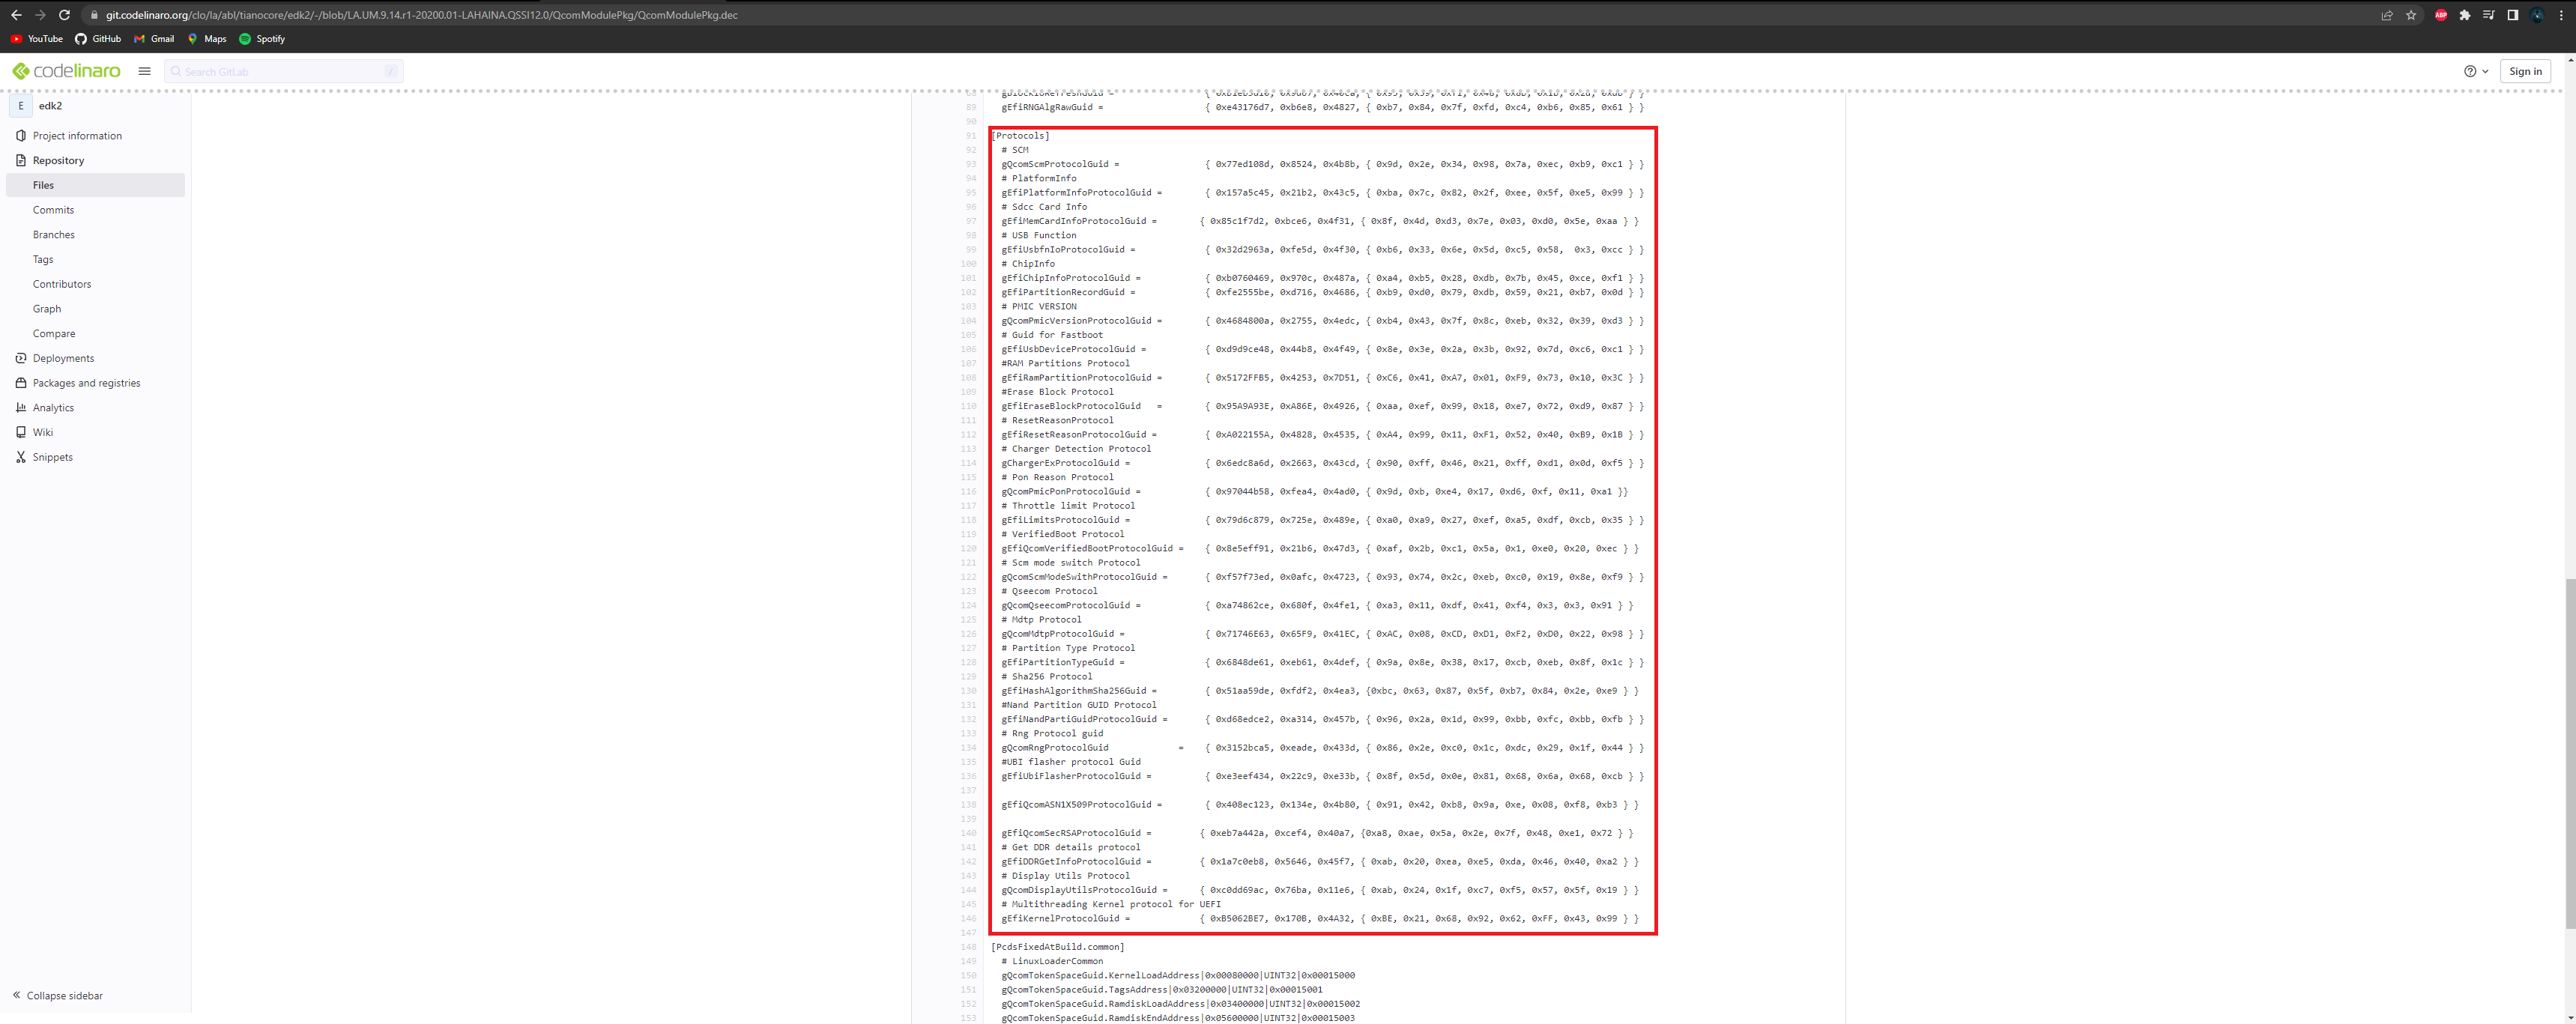 git.codelinaro.org/clo/la/abl/tianocore/edk2/-/blob/LA.UM.9.14.r1-20200.01-LAHAINA.QSSI12.0/QcomModulePkg/QcomModulePkg.dec
ABP
YouTube GitHub Gmail Maps Spotify
codelinaro Search GitLab / Sign in
E edk2
Project information
Repository
Files
Commits
Branches
Tags
Contributors
Graph
Compare
Deployments
Packages and registries
Analytics
Wiki
Snippets
Collapse sidebar
89 gEfiRNGAlgRawGuid = { 0xe43176d7, 0xb6e8, 0x4827, { 0xb7, 0x84, 0x7f, 0xfd, 0xc4, 0xb6, 0x85, 0x61 } }
90
91 [Protocols]
92 # SCM
93 gQcomScmProtocolGuid = { 0x77ed108d, 0x8524, 0x4b8b, { 0x9d, 0x2e, 0x34, 0x98, 0x7a, 0xec, 0xb9, 0xc1 } }
94 # PlatformInfo
95 gEfiPlatformInfoProtocolGuid = { 0x157a5c45, 0x21b2, 0x43c5, { 0xba, 0x7c, 0x82, 0x2f, 0xee, 0x5f, 0xe5, 0x99 } }
96 # Sdcc Card Info
97 gEfiMemCardInfoProtocolGuid = { 0x85c1f7d2, 0xbce6, 0x4f31, { 0x8f, 0x4d, 0xd3, 0x7e, 0x03, 0xd0, 0x5e, 0xaa } }
98 # USB Function
99 gEfiUsbfnIoProtocolGuid = { 0x32d2963a, 0xfe5d, 0x4f30, { 0xb6, 0x33, 0x6e, 0x5d, 0xc5, 0x58, 0x3, 0xcc } }
100 # ChipInfo
101 gEfiChipInfoProtocolGuid = { 0xb0760469, 0x970c, 0x487a, { 0xa4, 0xb5, 0x28, 0xdb, 0x7b, 0x45, 0xce, 0xf1 } }
102 gEfiPartitionRecordGuid = { 0xfe2555be, 0xd716, 0x4686, { 0xb9, 0xd0, 0x79, 0xdb, 0x59, 0x21, 0xb7, 0x0d } }
103 # PMIC VERSION
104 gQcomPmicVersionProtocolGuid = { 0x4684800a, 0x2755, 0x4edc, { 0xb4, 0x43, 0x7f, 0x8c, 0xeb, 0x32, 0x39, 0xd3 } }
105 # Guid for Fastboot
106 gEfiUsbDeviceProtocolGuid = { 0xd9d9ce48, 0x44b8, 0x4f49, { 0x8e, 0x3e, 0x2a, 0x3b, 0x92, 0x7d, 0xc6, 0xc1 } }
107 #RAM Partitions Protocol
108 gEfiRamPartitionProtocolGuid = { 0x5172FFB5, 0x4253, 0x7D51, { 0xC6, 0x41, 0xA7, 0x01, 0xF9, 0x73, 0x10, 0x3C } }
109 #Erase Block Protocol
110 gEfiEraseBlockProtocolGuid = { 0x95A9A93E, 0xA86E, 0x4926, { 0xaa, 0xef, 0x99, 0x18, 0xe7, 0x72, 0xd9, 0x87 } }
111 # ResetReasonProtocol
112 gEfiResetReasonProtocolGuid = { 0xA022155A, 0x4828, 0x4535, { 0xA4, 0x99, 0x11, 0xF1, 0x52, 0x40, 0xB9, 0x1B } }
113 # Charger Detection Protocol
114 gChargerExProtocolGuid = { 0x6edc8a6d, 0x2663, 0x43cd, { 0x90, 0xff, 0x46, 0x21, 0xff, 0xd1, 0x0d, 0xf5 } }
115 # Pon Reason Protocol
116 gQcomPmicPonProtocolGuid = { 0x97044b58, 0xfea4, 0x4ad0, { 0x9d, 0xb, 0xe4, 0x17, 0xd6, 0xf, 0x11, 0xa1 }}
117 # Throttle limit Protocol
118 gEfiLimitsProtocolGuid = { 0x79d6c879, 0x725e, 0x489e, { 0xa0, 0xa9, 0x27, 0xef, 0xa5, 0xdf, 0xcb, 0x35 } }
119 # VerifiedBoot Protocol
120 gEfiQcomVerifiedBootProtocolGuid = { 0x8e5eff91, 0x21b6, 0x47d3, { 0xaf, 0x2b, 0xc1, 0x5a, 0x1, 0xe0, 0x20, 0xec } }
121 # Scm mode switch Protocol
122 gQcomScmModeSwithProtocolGuid = { 0xf57f73ed, 0x0afc, 0x4723, { 0x93, 0x74, 0x2c, 0xeb, 0xc0, 0x19, 0x8e, 0xf9 } }
123 # Qseecom Protocol
124 gQcomQseecomProtocolGuid = { 0xa74862ce, 0x680f, 0x4fe1, { 0xa3, 0x11, 0xdf, 0x41, 0xf4, 0x3, 0x3, 0x91 } }
125 # Mdtp Protocol
126 gQcomMdtpProtocolGuid = { 0x71746E63, 0x65F9, 0x41EC, { 0xAC, 0x08, 0xCD, 0xD1, 0xF2, 0xD0, 0x22, 0x98 } }
127 # Partition Type Protocol
128 gEfiPartitionTypeGuid = { 0x6848de61, 0xeb61, 0x4def, { 0x9a, 0x8e, 0x38, 0x17, 0xcb, 0xeb, 0x8f, 0x1c } }
129 # Sha256 Protocol
130 gEfiHashAlgorithmSha256Guid = { 0x51aa59de, 0xfdf2, 0x4ea3, {0xbc, 0x63, 0x87, 0x5f, 0xb7, 0x84, 0x2e, 0xe9 } }
131 #Nand Partition GUID Protocol
132 gEfiNandPartiGuidProtocolGuid = { 0xd68edce2, 0xa314, 0x457b, { 0x96, 0x2a, 0x1d, 0x99, 0xbb, 0xfc, 0xbb, 0xfb } }
133 # Rng Protocol guid
134 gQcomRngProtocolGuid = { 0x3152bca5, 0xeade, 0x433d, { 0x86, 0x2e, 0xc0, 0x1c, 0xdc, 0x29, 0x1f, 0x44 } }
135 #UBI flasher protocol Guid
136 gEfiUbiFlasherProtocolGuid = { 0xe3eef434, 0x22c9, 0xe33b, { 0x8f, 0x5d, 0x0e, 0x81, 0x68, 0x6a, 0x68, 0xcb } }
137
138 gEfiQcomASN1X509ProtocolGuid = { 0x408ec123, 0x134e, 0x4b80, { 0x91, 0x42, 0xb8, 0x9a, 0xe, 0x08, 0xf8, 0xb3 } }
139
140 gEfiQcomSecRSAProtocolGuid = { 0xeb7a442a, 0xcef4, 0x40a7, {0xa8, 0xae, 0x5a, 0x2e, 0x7f, 0x48, 0xe1, 0x72 } }
141 # Get DDR details protocol
142 gEfiDDRGetInfoProtocolGuid = { 0x1a7c0eb8, 0x5646, 0x45f7, { 0xab, 0x20, 0xea, 0xe5, 0xda, 0x46, 0x40, 0xa2 } }
143 # Display Utils Protocol
144 gQcomDisplayUtilsProtocolGuid = { 0xc0dd69ac, 0x76ba, 0x11e6, { 0xab, 0x24, 0x1f, 0xc7, 0xf5, 0x57, 0x5f, 0x19 } }
145 # Multithreading Kernel protocol for UEFI
146 gEfiKernelProtocolGuid = { 0xB5062BE7, 0x170B, 0x4A32, { 0xBE, 0x21, 0x68, 0x92, 0x62, 0xFF, 0x43, 0x99 } }
147
148 [PcdsFixedAtBuild.common]
149 # LinuxLoaderCommon
150 gQcomTokenSpaceGuid.KernelLoadAddress|0x00080000|UINT32|0x00015000
151 gQcomTokenSpaceGuid.TagsAddress|0x03200000|UINT32|0x00015001
152 gQcomTokenSpaceGuid.RamdiskLoadAddress|0x03400000|UINT32|0x00015002
153 gQcomTokenSpaceGuid.RamdiskEndAddress|0x05600000|UINT32|0x00015003